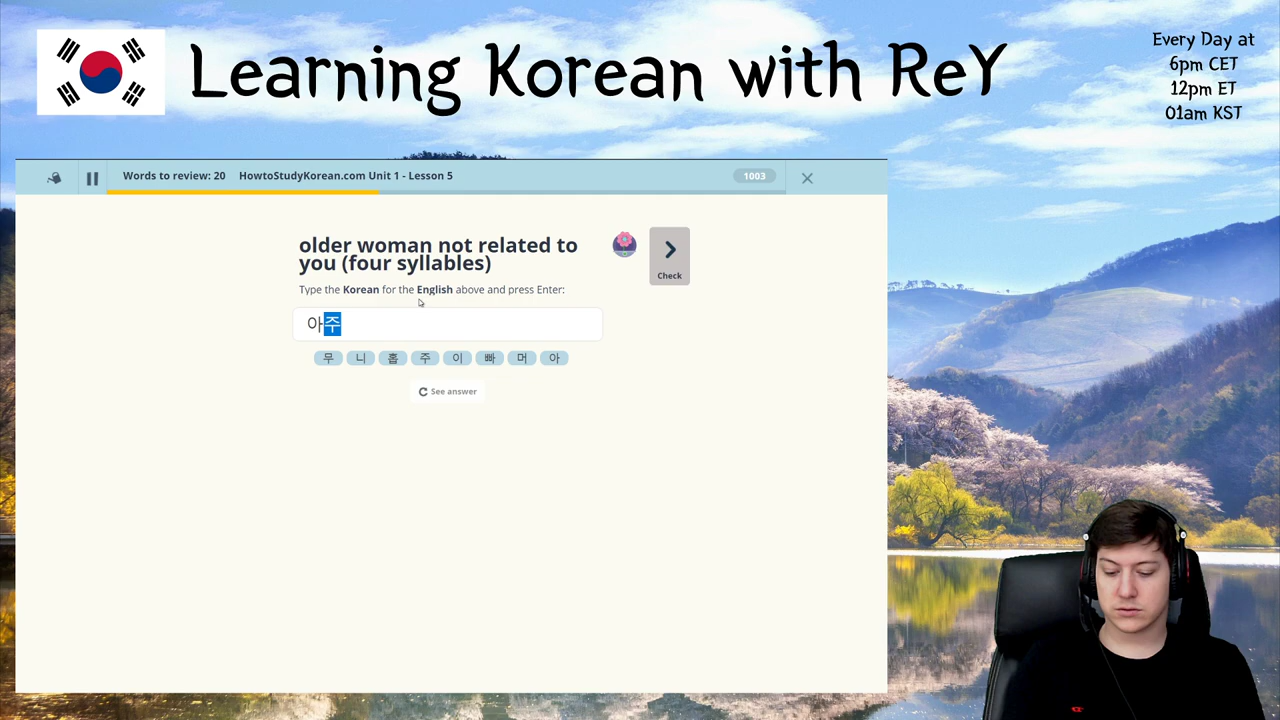 Learning Korean with ReY
Every Day at
6pm CET
12pm ET
01am KST
Words to review: 20 HowtoStudyKorean.com Unit 1 - Lesson 5
1003
older woman not related to
you (four syllables)
Check
Type the Korean for the English above and press Enter:
아주
무 니 홉 주 이 빠 머 아
See answer